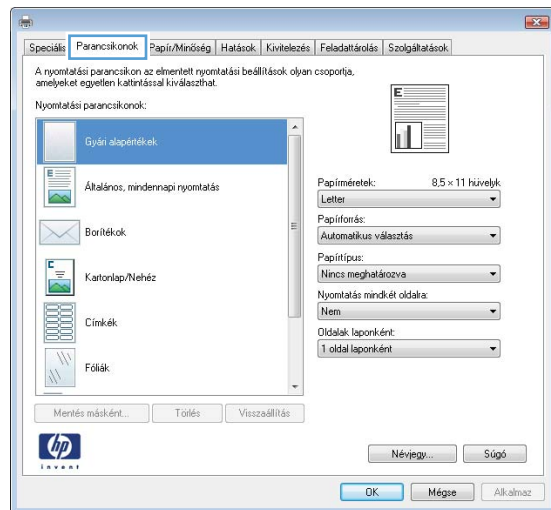 Speciális Parancsikonok Papír/Minőség Hatások Kivitelezés Feladattárolás Szolgáltatások
A nyomtatási parancsikon az elmentett nyomtatási beállítások olyan csoportja,
amelyeket egyetlen kattintással kiválaszthat.
Nyomtatási parancsikonok:
Gyári alapértékek
Általános, mindennapi nyomtatás
Borítékok
Kartonlap/Nehéz
Címkék
Fóliák
Mentés másként... Törlés Visszaállítás
E
Papírméretek: 8,5 × 11 hüvelyk
Letter
Papírforrás:
Automatikus választás
Papírtípus:
Nincs meghatározva
Nyomtatás mindkét oldalra:
Nem
Oldalak laponként:
1 oldal laponként
hp
invent
Névjegy... Súgó
OK Mégse Alkalmaz